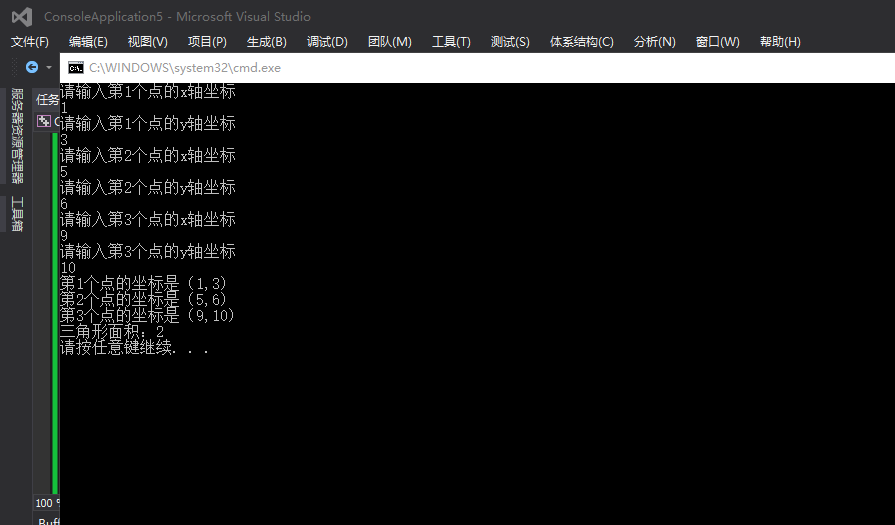 ConsoleApplication5 - Microsoft Visual Studio
文件(F) 编辑(E) 视图(V) 项目(P) 生成(B) 调试(D) 团队(M) 工具(T) 测试(S) 体系结构(C) 分析(N) 窗口(W) 帮助(H)
C:\WINDOWS\system32\cmd.exe
服务器资源管理器
工具箱
任务
请输入第1个点的x轴坐标
1
请输入第1个点的y轴坐标
3
请输入第2个点的x轴坐标
5
请输入第2个点的y轴坐标
6
请输入第3个点的x轴坐标
9
请输入第3个点的y轴坐标
10
第1个点的坐标是（1,3）
第2个点的坐标是（5,6）
第3个点的坐标是（9,10）
三角形面积：2
请按任意键继续. . .
100 %